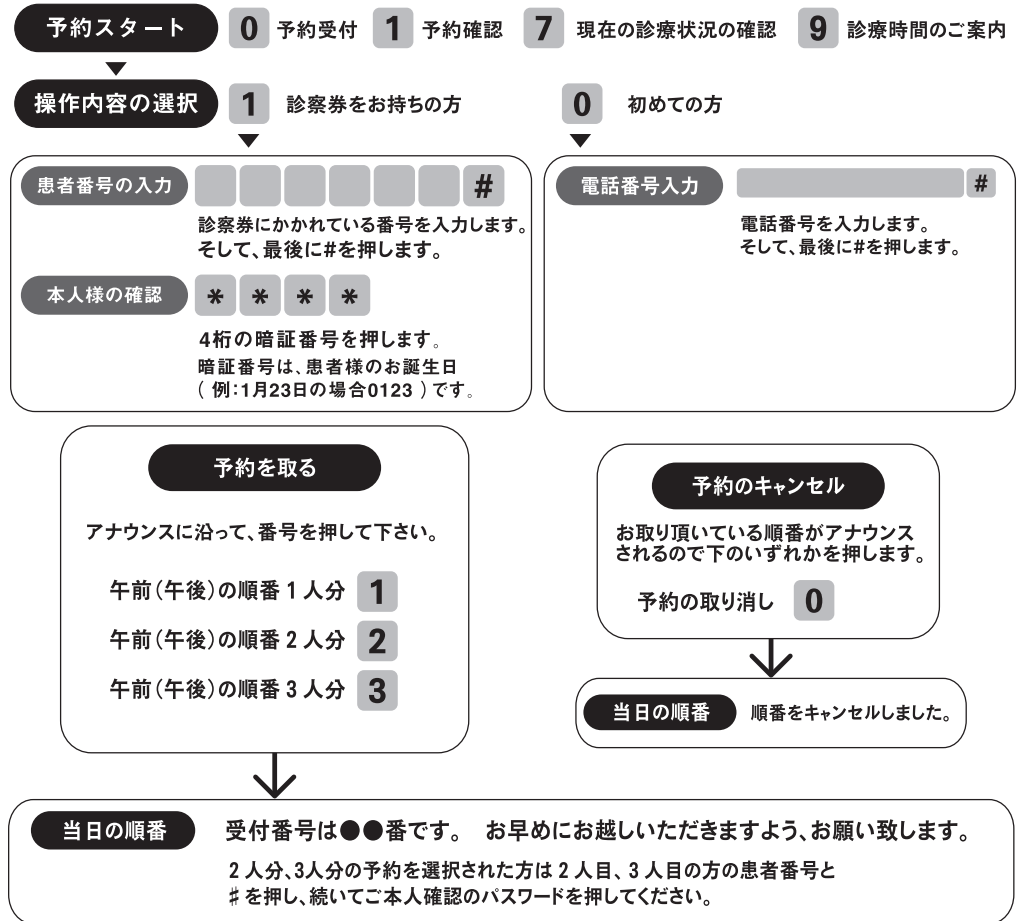 予約スタート 0 予約受付 1 予約確認 7 現在の診療状況の確認 9 診療時間のご案内
操作内容の選択 1 診察券をお持ちの方 0 初めての方
患者番号の入力 #
診察券にかかれている番号を入力します。
そして、最後に#を押します。
本人様の確認 * * * *
4桁の暗証番号を押します。
暗証番号は、患者様のお誕生日
( 例:1月23日の場合0123 )です。
電話番号入力 #
電話番号を入力します。
そして、最後に#を押します。
予約を取る
アナウンスに沿って、番号を押して下さい。
午前(午後)の順番 1 人分 1
午前(午後)の順番 2 人分 2
午前(午後)の順番 3 人分 3
予約のキャンセル
お取り頂いている順番がアナウンス
されるので下のいずれかを押します。
予約の取り消し 0
当日の順番 順番をキャンセルしました。
当日の順番 受付番号は●●番です。 お早めにお越しいただきますよう、お願い致します。
2 人分、3人分の予約を選択された方は 2 人目、3 人目の方の患者番号と
♯を押し、続いてご本人確認のパスワードを押してください。